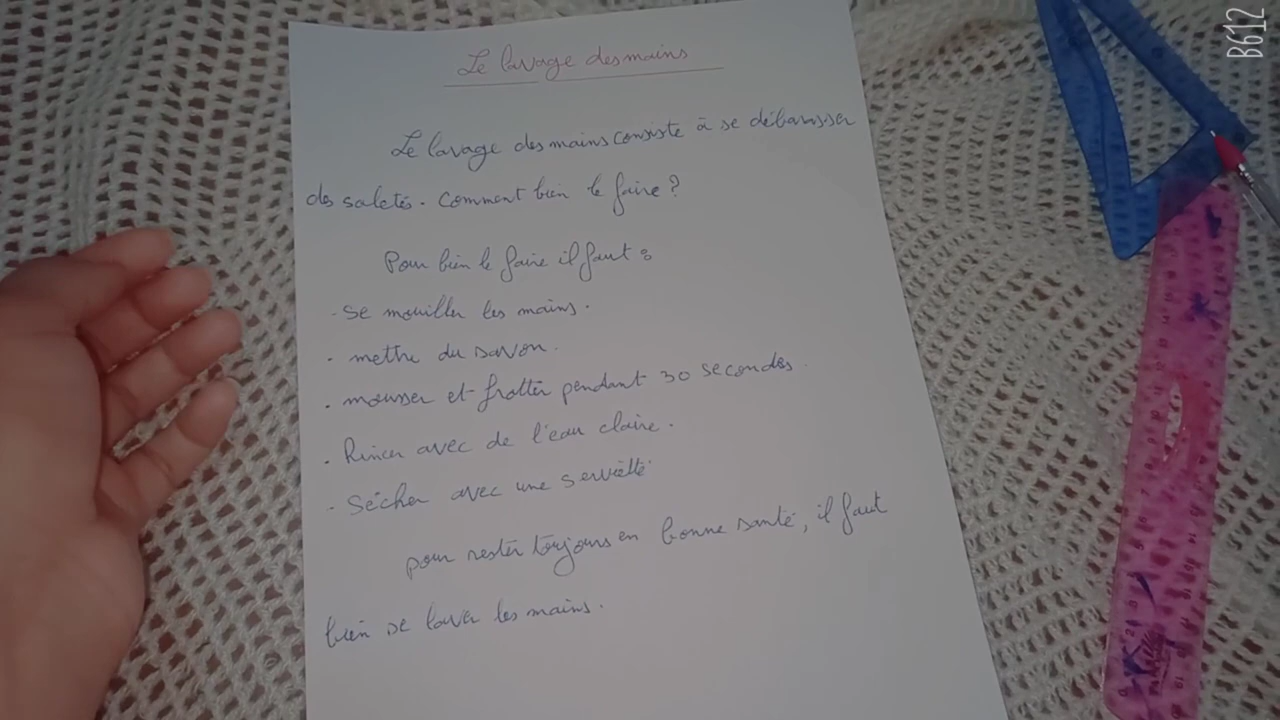 Le lavage des mains
Le lavage des mains consiste à se débarasser
des saletés. Comment bien le faire ?
Pour bien le faire il faut :
- se mouiller les mains.
. mettre du savon.
. mousser et frotter pendant 30 secondes.
. Rincer avec de l'eau claire.
- Sécher avec une serviette
pour rester toujours en bonne santé, il faut
bien se laver les mains.
B612